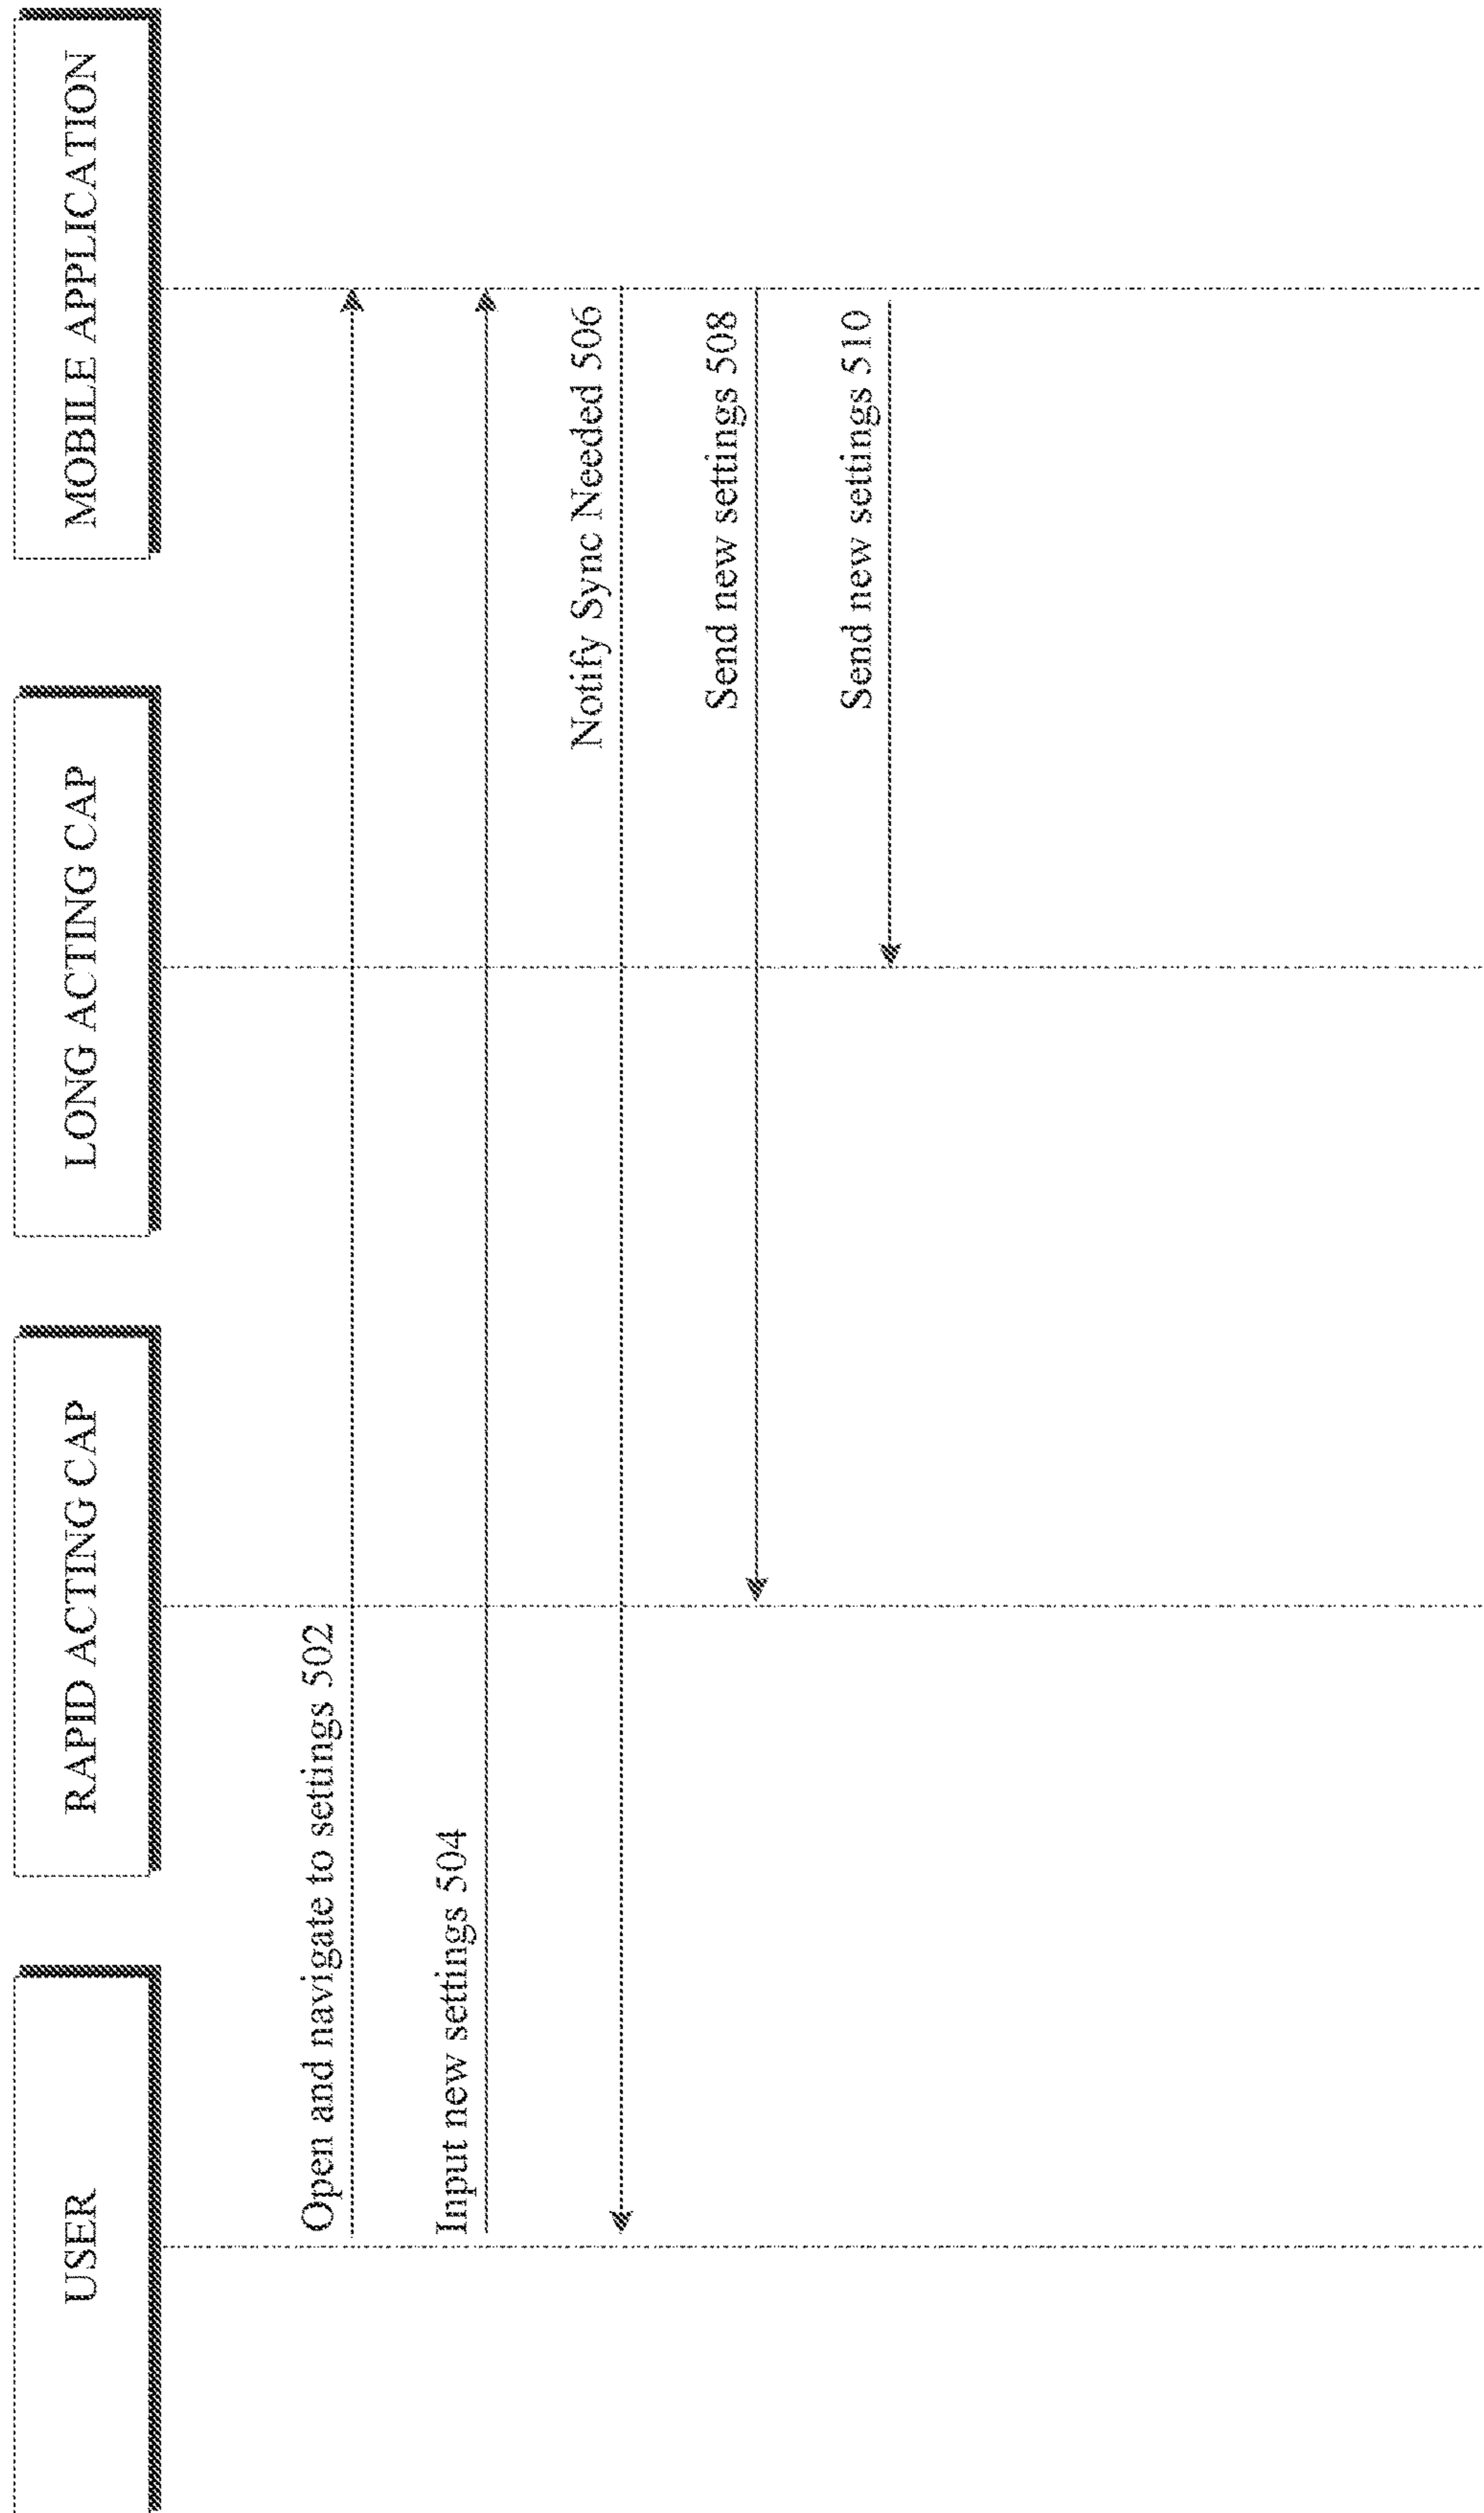 USER
RAPID ACTING CAP
LONG ACTING CAP
MOBILE APPLICATION
Open and navigate to settings 502
Input new settings 504
Notify Sync Needed 506
Send new settings 508
Send new settings 510